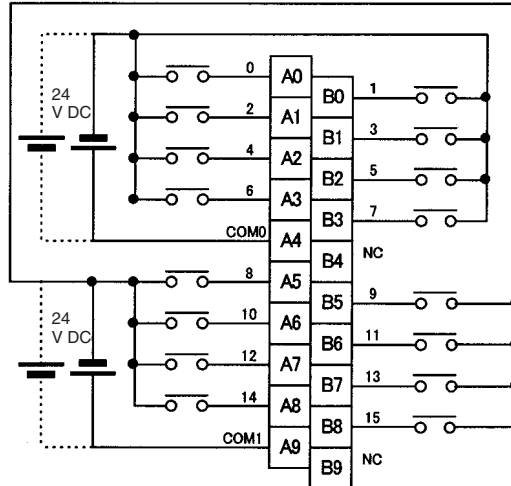 0 A0
B0 1
24
V DC
2 A1
B1 3
4 A2
B2 5
6 A3
B3 7
COM0 A4
B4 NC
8 A5
B5 9
24
V DC
10 A6
B6 11
12 A7
B7 13
14 A8
B8 15
COM1 A9
B9 NC